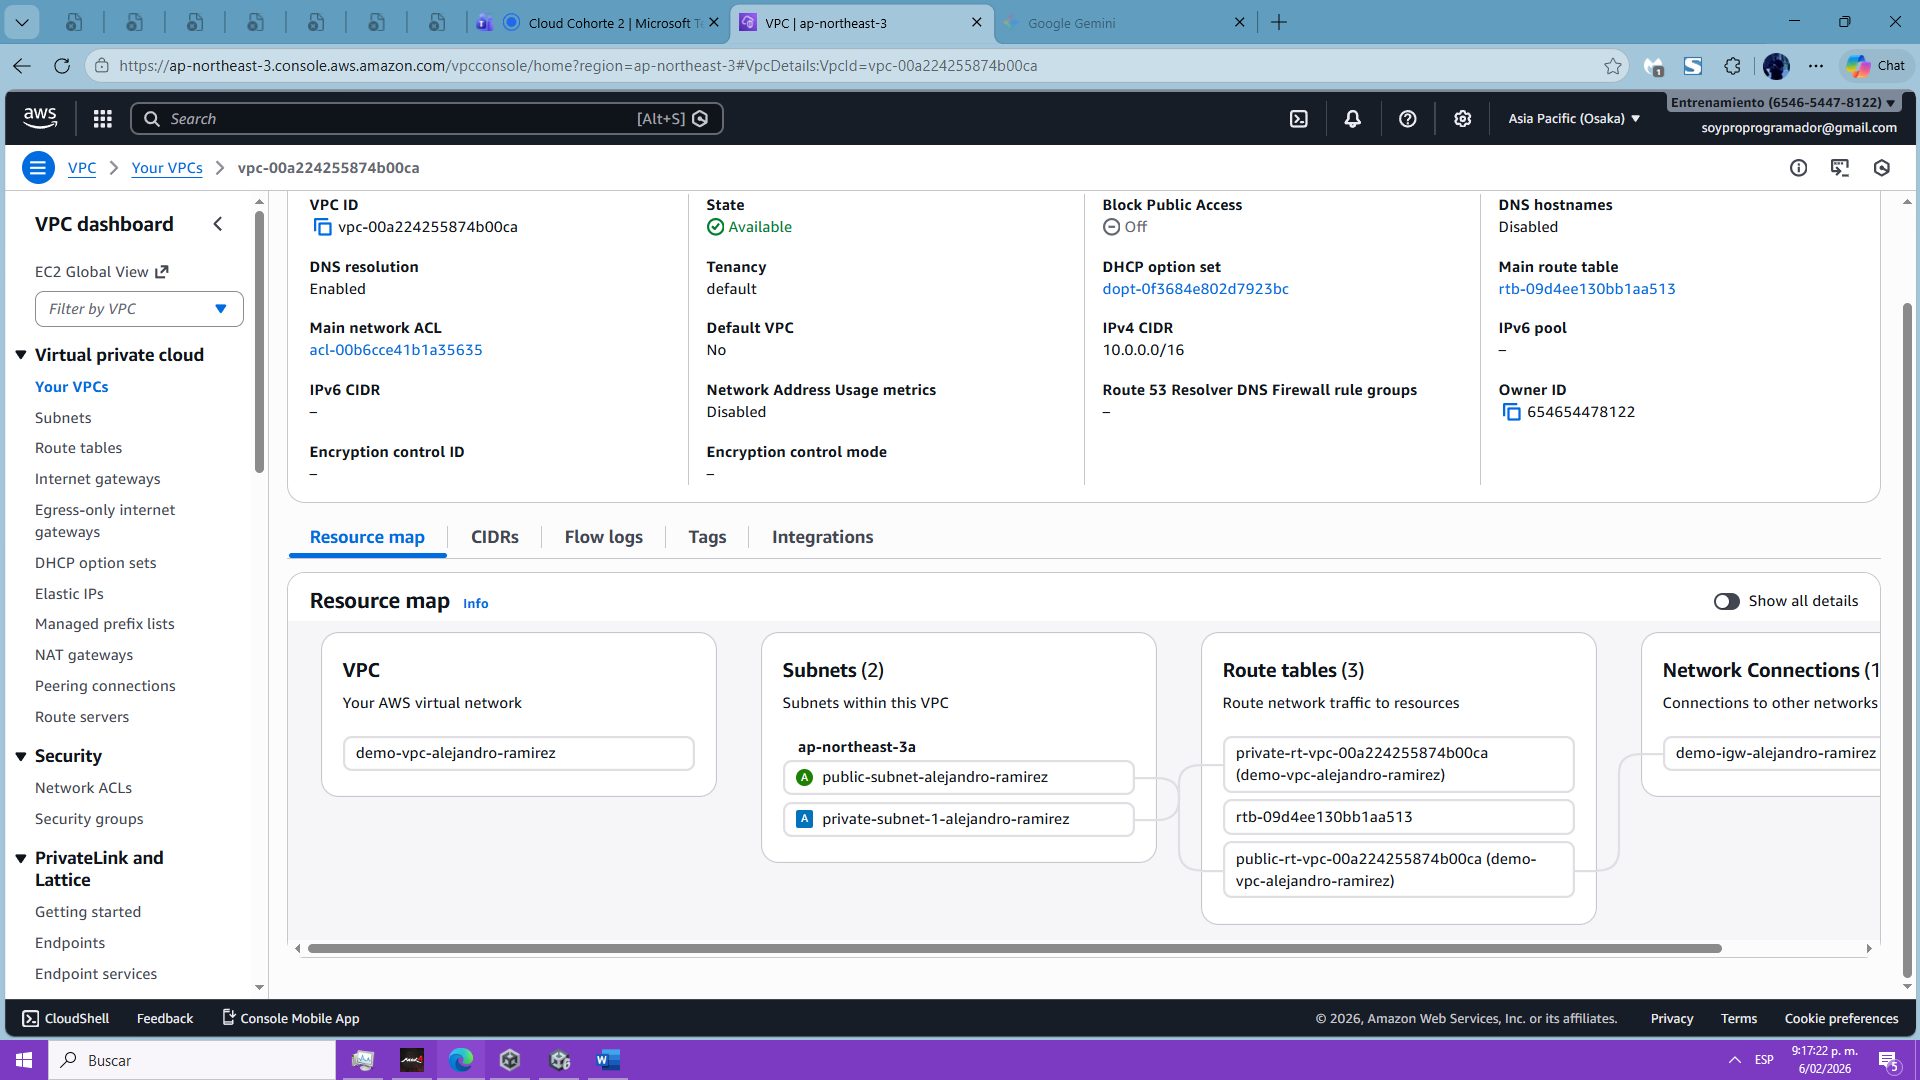 Cloud Cohorte 2 | Microsoft Te
VPC | ap-northeast-3
Google Gemini
https://ap-northeast-3.console.aws.amazon.com/vpcconsole/home?region=ap-northeast-3#VpcDetails:VpcId=vpc-00a224255874b00ca
1
Chat
aws
Search
[Alt+S]
Asia Pacific (Osaka)
Entrenamiento (6546-5447-8122)
soyproprogramador@gmail.com
VPC
Your VPCs
vpc-00a224255874b00ca
VPC dashboard
EC2 Global View
Filter by VPC
Virtual private cloud
Your VPCs
Subnets
Route tables
Internet gateways
Egress-only internet
gateways
DHCP option sets
Elastic IPs
Managed prefix lists
NAT gateways
Peering connections
Route servers
Security
Network ACLs
Security groups
PrivateLink and
Lattice
Getting started
Endpoints
Endpoint services
VPC ID
vpc-00a224255874b00ca
State
Available
Block Public Access
Off
DNS hostnames
Disabled
DNS resolution
Enabled
Tenancy
default
DHCP option set
dopt-0f3684e802d7923bc
Main route table
rtb-09d4ee130bb1aa513
Main network ACL
acl-00b6cce41b1a35635
Default VPC
No
IPv4 CIDR
10.0.0.0/16
IPv6 pool
–
IPv6 CIDR
–
Network Address Usage metrics
Disabled
Route 53 Resolver DNS Firewall rule groups
–
Owner ID
654654478122
Encryption control ID
–
Encryption control mode
–
Resource map
CIDRs
Flow logs
Tags
Integrations
Resource map
Info
Show all details
VPC
Your AWS virtual network
demo-vpc-alejandro-ramirez
Subnets (2)
Subnets within this VPC
ap-northeast-3a
A
public-subnet-alejandro-ramirez
A
private-subnet-1-alejandro-ramirez
Route tables (3)
Route network traffic to resources
private-rt-vpc-00a224255874b00ca
(demo-vpc-alejandro-ramirez)
rtb-09d4ee130bb1aa513
public-rt-vpc-00a224255874b00ca (demo-
vpc-alejandro-ramirez)
Network Connections (1
Connections to other networks
demo-igw-alejandro-ramirez
CloudShell
Feedback
Console Mobile App
© 2026, Amazon Web Services, Inc. or its affiliates.
Privacy
Terms
Cookie preferences
Buscar
ESP
9:17:22 p. m.
6/02/2026
5